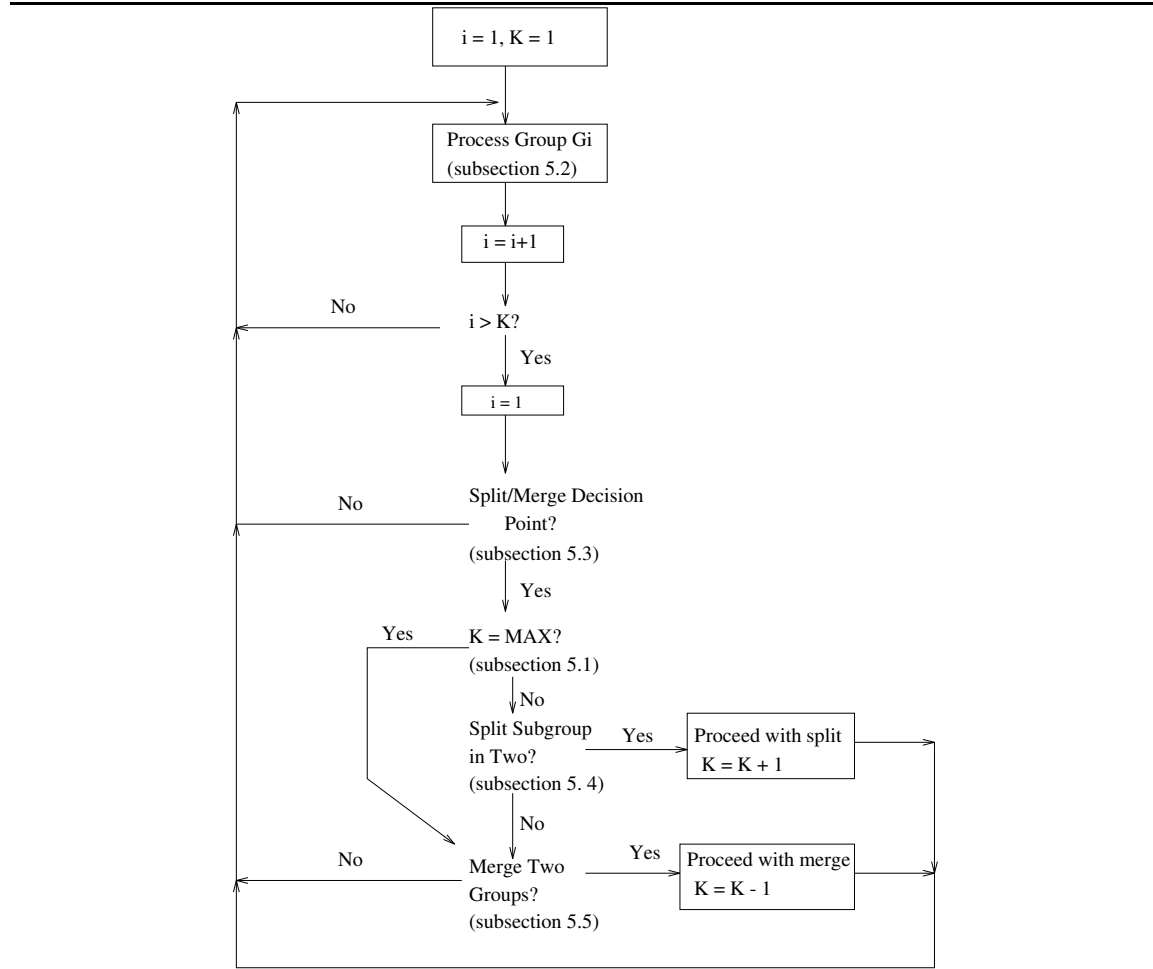 i = 1, K = 1
Process Group Gi
(subsection 5.2)
i = i+1
No
i > K?
Yes
i = 1
No
Split/Merge Decision
Point?
(subsection 5.3)
Yes
Yes
K = MAX?
(subsection 5.1)
No
Split Subgroup
in Two?
(subsection 5. 4)
Yes
Proceed with split
K = K + 1
No
No
Merge Two
Groups?
(subsection 5.5)
Yes
Proceed with merge
K = K - 1